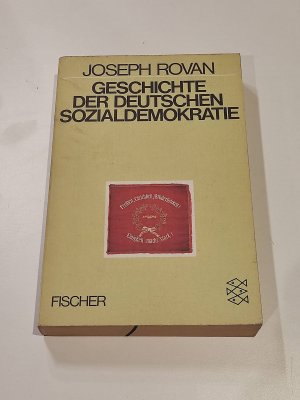 JOSEPH ROVAN
GESCHICHTE
DER DEUTSCHEN
SOZIALDEMOKRATIE
FISCHER